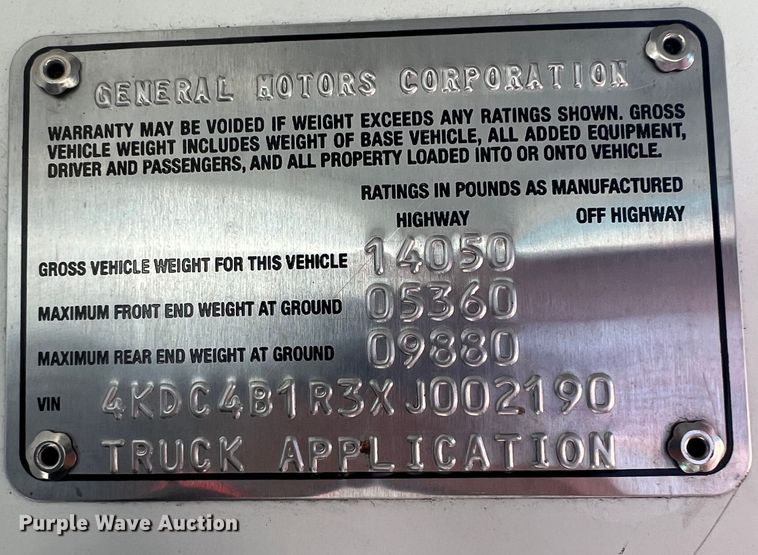 GENERAL MOTORS CORPORATION
WARRANTY MAY BE VOIDED IF WEIGHT EXCEEDS ANY RATINGS SHOWN. GROSS
VEHICLE WEIGHT INCLUDES WEIGHT OF BASE VEHICLE, ALL ADDED EQUIPMENT,
DRIVER AND PASSENGERS, AND ALL PROPERTY LOADED INTO OR ONTO VEHICLE.
RATINGS IN POUNDS AS MANUFACTURED
HIGHWAY OFF HIGHWAY
GROSS VEHICLE WEIGHT FOR THIS VEHICLE 14050
MAXIMUM FRONT END WEIGHT AT GROUND 05360
MAXIMUM REAR END WEIGHT AT GROUND 09880
VIN 4KDC4B1R3XJ002190
TRUCK APPLICATION
Purple Wave Auction